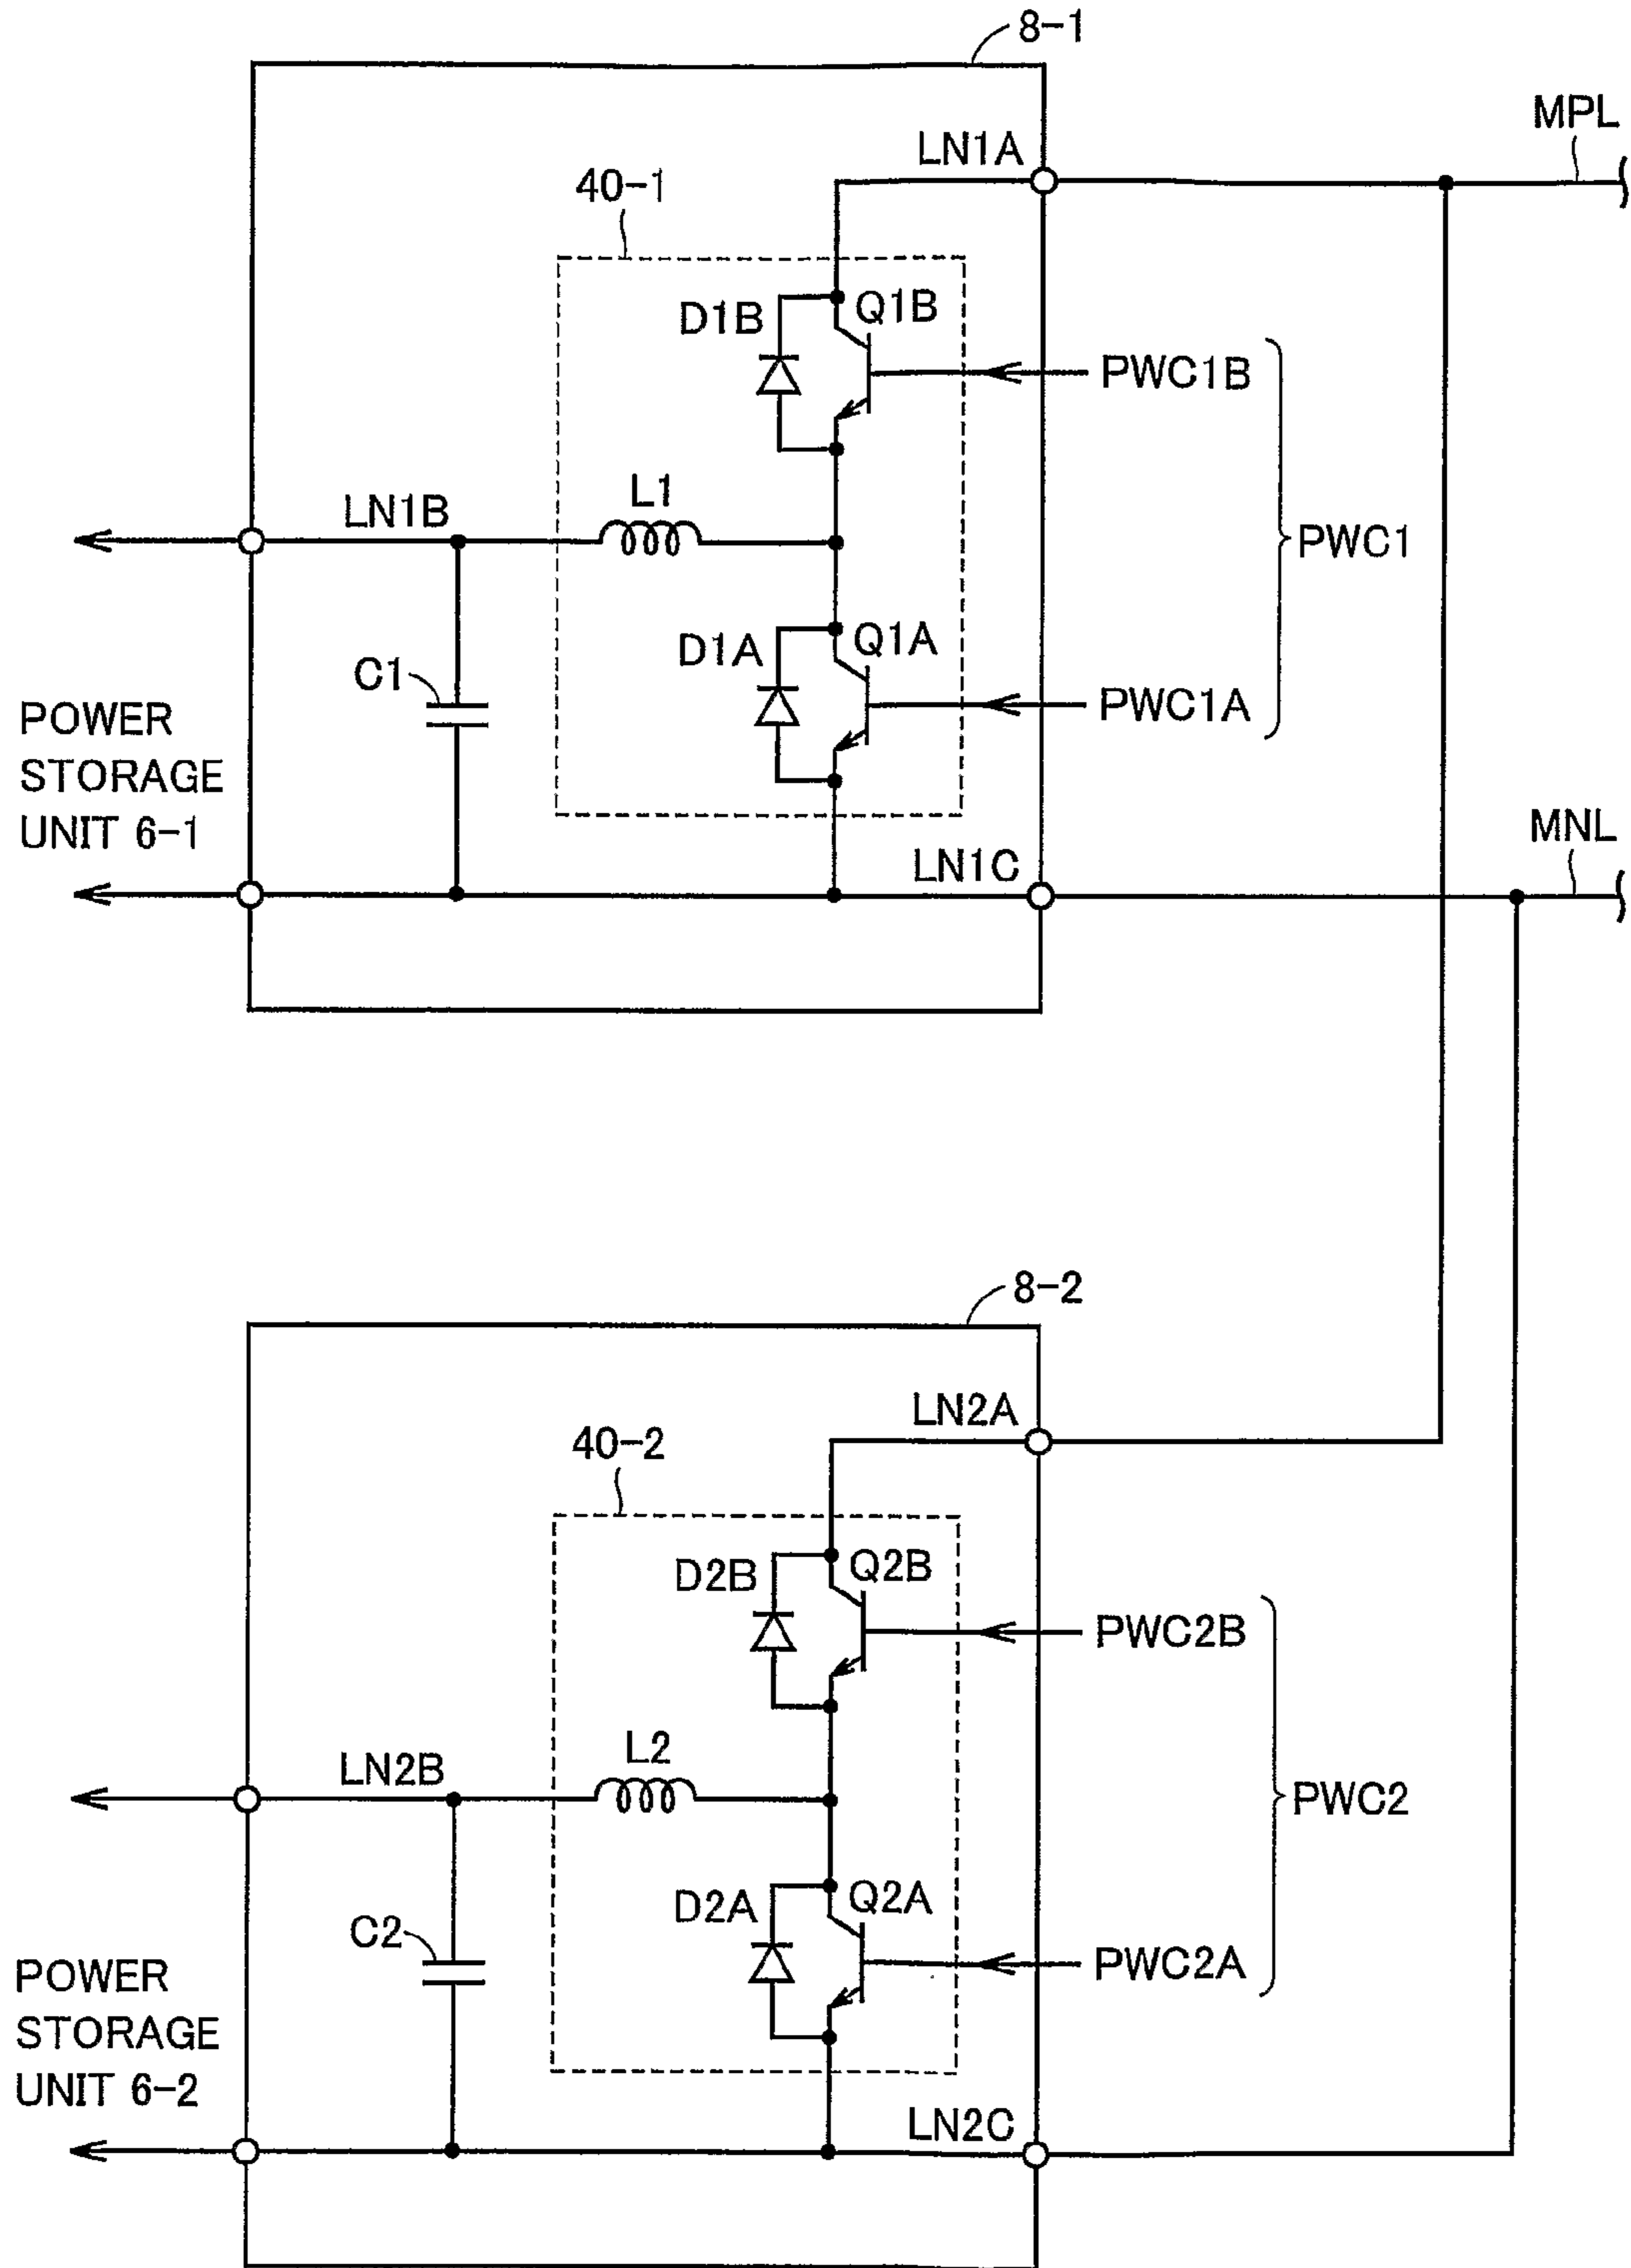 8-1
MPL
LN1A
40-1
D1B
Q1B
PWC1B
L1
LN1B
PWC1
D1A
Q1A
C1
PWC1A
POWER
STORAGE
UNIT 6-1
MNL
LN1C
8-2
LN2A
40-2
D2B
Q2B
PWC2B
L2
LN2B
PWC2
D2A
Q2A
C2
PWC2A
POWER
STORAGE
UNIT 6-2
LN2C